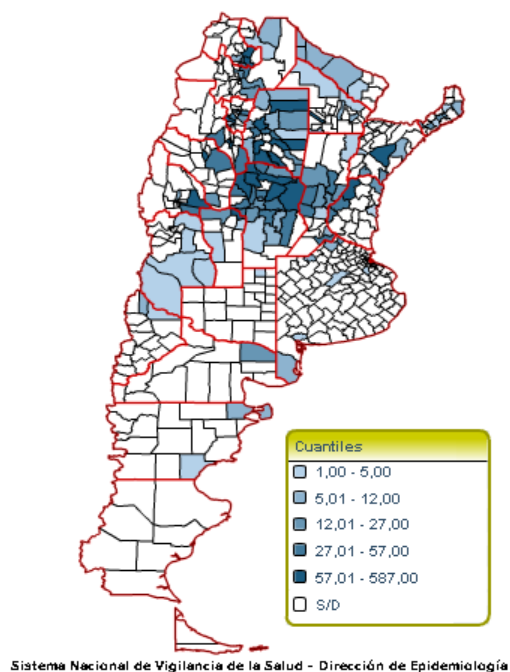 Cuantiles
1,00 - 5,00
5,01 - 12,00
12,01 - 27,00
27,01 - 57,00
57,01 - 587,00
S/D
Sistema Nacional de Vigilancia de la Salud - Dirección de Epidemiología